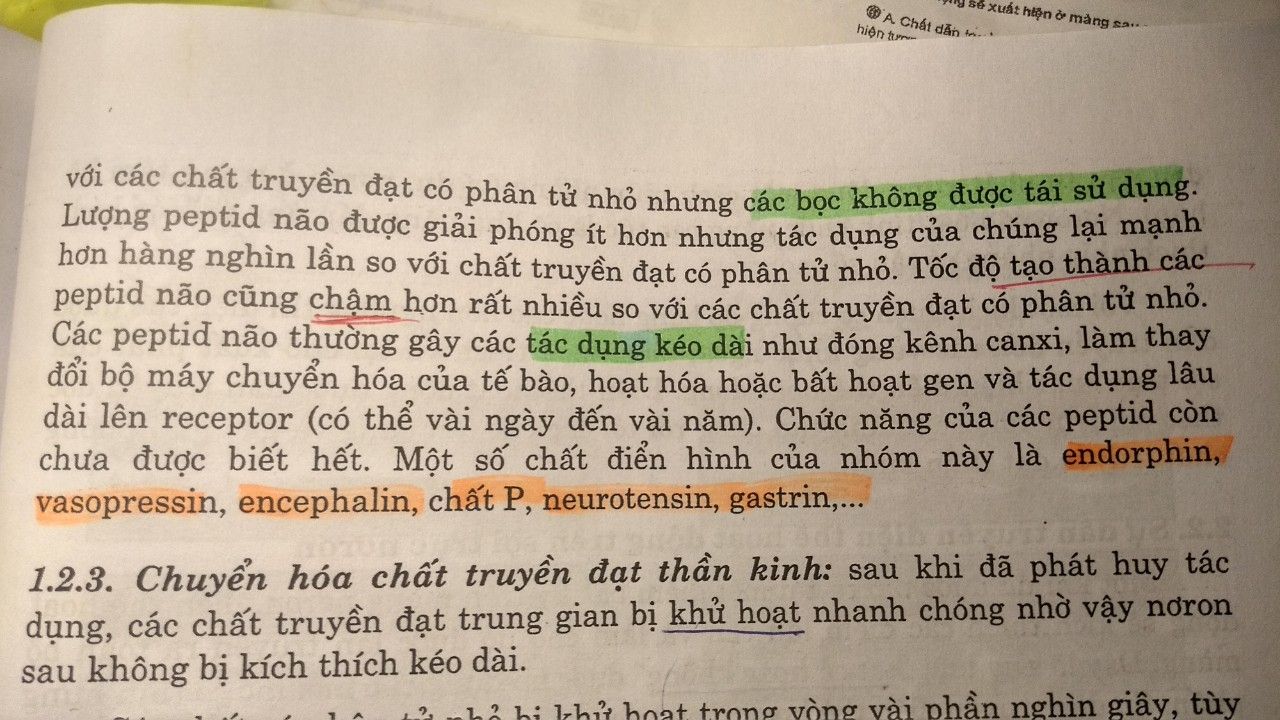 ng sẽ xuất hiện ở màng sau
A. Chất dẫn
hiện
với các chất truyền đạt có phân tử nhỏ nhưng các bọc không được tái sử dụng.
Lượng peptid não được giải phóng ít hơn nhưng tác dụng của chúng lại mạnh
hơn hàng nghìn lần so với chất truyền đạt có phân tử nhỏ. Tốc độ tạo thành các
peptid não cũng chậm hơn rất nhiều so với các chất truyền đạt có phân tử nhỏ.
Các peptid não thường gây các tác dụng kéo dài như đóng kênh canxi, làm thay
đổi bộ máy chuyển hóa của tế bào, hoạt hóa hoặc bất hoạt gen và tác dụng lâu
dài lên receptor (có thể vài ngày đến vài năm). Chức năng của các peptid còn
chưa được biết hết. Một số chất điển hình của nhóm này là endorphin,
vasopressin, encephalin, chất P, neurotensin, gastrin,...
1.2.3. Chuyển hóa chất truyền đạt thần kinh: sau khi đã phát huy tác
dụng, các chất truyền đạt trung gian bị khử hoạt nhanh chóng nhờ vậy nơron
sau không bị kích thích kéo dài.
nhỏ bị khử hoạt trong vòng vài phần nghìn giây, tùy